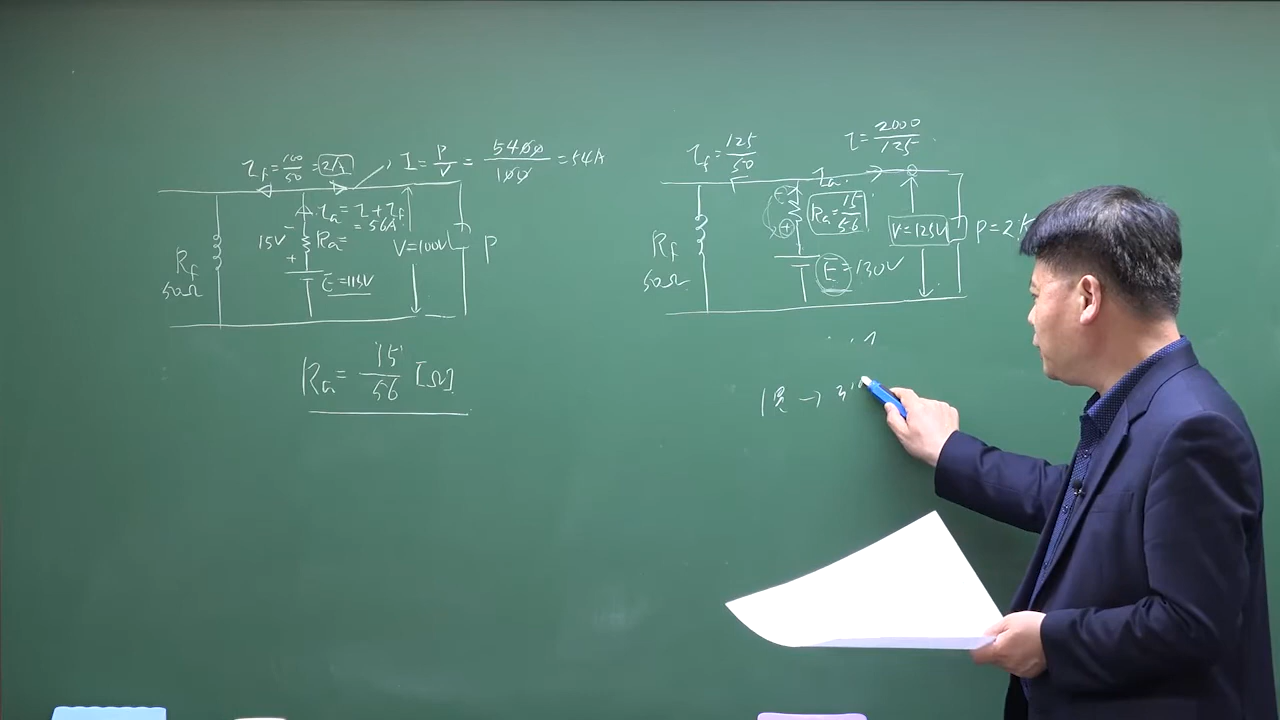 I_f = 100/50 = 2A
I = P/V = 5400/100 = 54A
I_a = I + I_f
= 56A
15V
-
+
R_a =
E = 115V
V = 100V
P
R_f
50Ω
R_a = 15/56 [Ω]
I_f = 125/50
I = 2000/125
I_a
R_a = 15/56
V = 125V
P = 2
-
+
E = 130V
R_f
50Ω